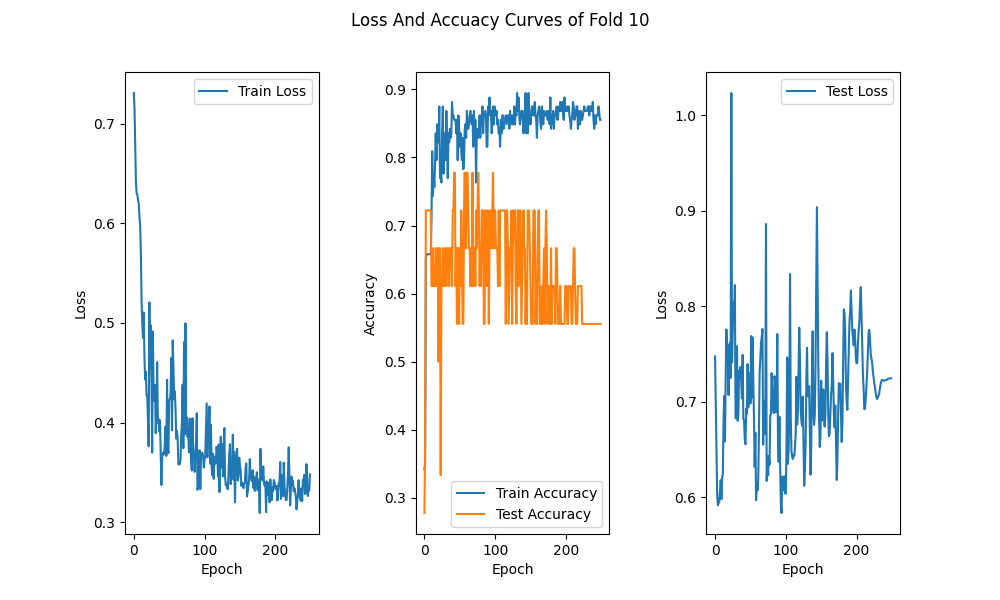 Loss And Accuacy Curves of Fold 10
Train Loss
Loss
0.7
0.6
0.5
0.4
0.3
0
100
200
Epoch
Accuracy
0.9
0.8
0.7
0.6
0.5
0.4
0.3
Train Accuracy
Test Accuracy
0
100
200
Epoch
Test Loss
Loss
1.0
0.9
0.8
0.7
0.6
0
100
200
Epoch